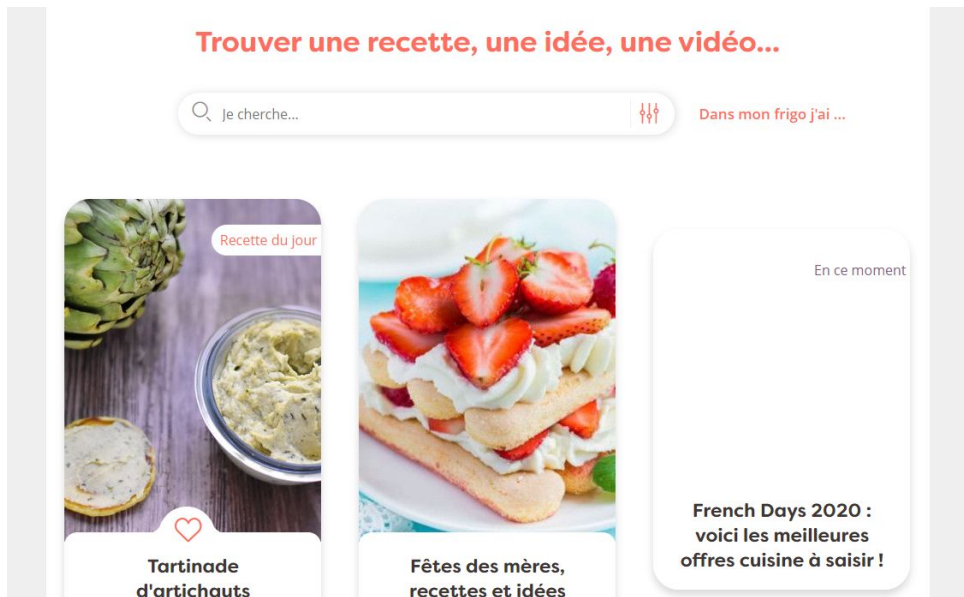 Trouver une recette, une idée, une vidéo...
Je cherche...
Dans mon frigo j'ai ...
Recette du jour
Tartinade
d'artichauts
Fêtes des mères,
recettes et idées
En ce moment
French Days 2020 :
voici les meilleures
offres cuisine à saisir !